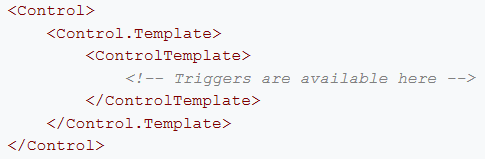 <Control>
    <Control.Template>
        <ControlTemplate>
            <!-- Triggers are available here -->
        </ControlTemplate>
    </Control.Template>
</Control>